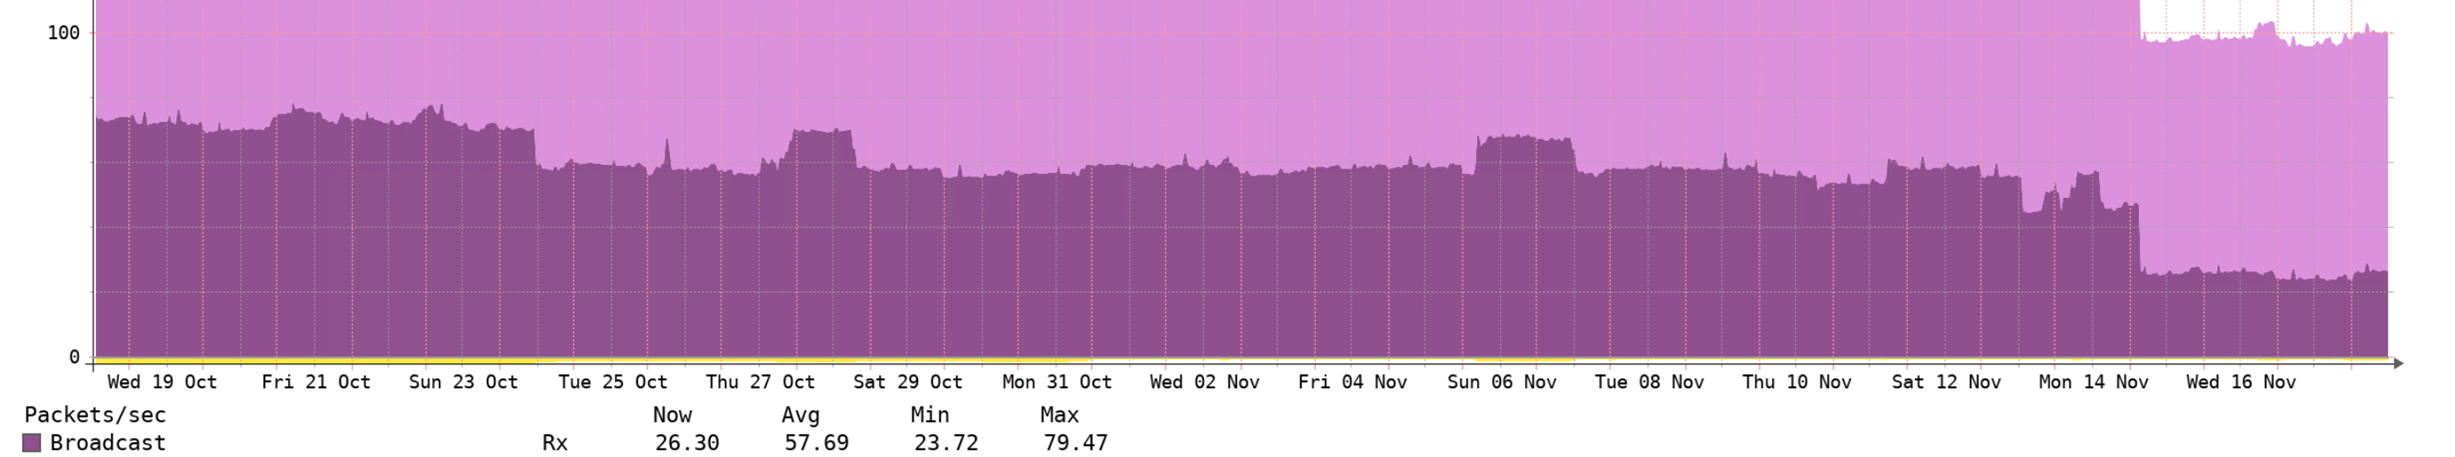 100
0
Wed 19 Oct Fri 21 Oct Sun 23 Oct Tue 25 Oct Thu 27 Oct Sat 29 Oct Mon 31 Oct Wed 02 Nov Fri 04 Nov Sun 06 Nov Tue 08 Nov Thu 10 Nov Sat 12 Nov Mon 14 Nov Wed 16 Nov
Packets/sec Now Avg Min Max
Broadcast Rx 26.30 57.69 23.72 79.47